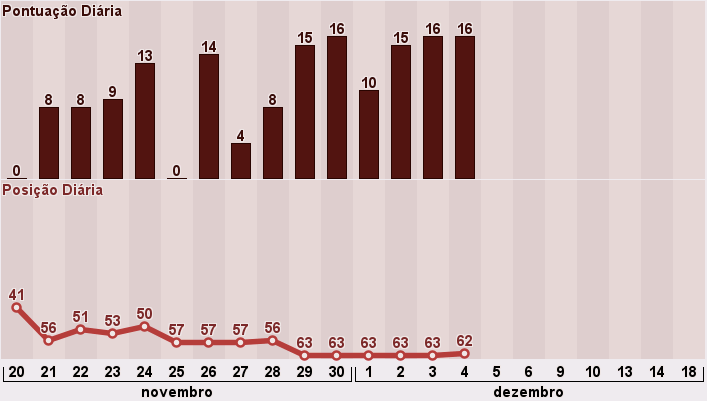 Pontuação Diária
0 8 8 9 13 0 14 4 8 15 16 10 15 16 16
Posição Diária
41 56 51 53 50 57 57 57 56 63 63 63 63 63 62
20 21 22 23 24 25 26 27 28 29 30 1 2 3 4 5 6 9 10 13 14 18
novembro dezembro